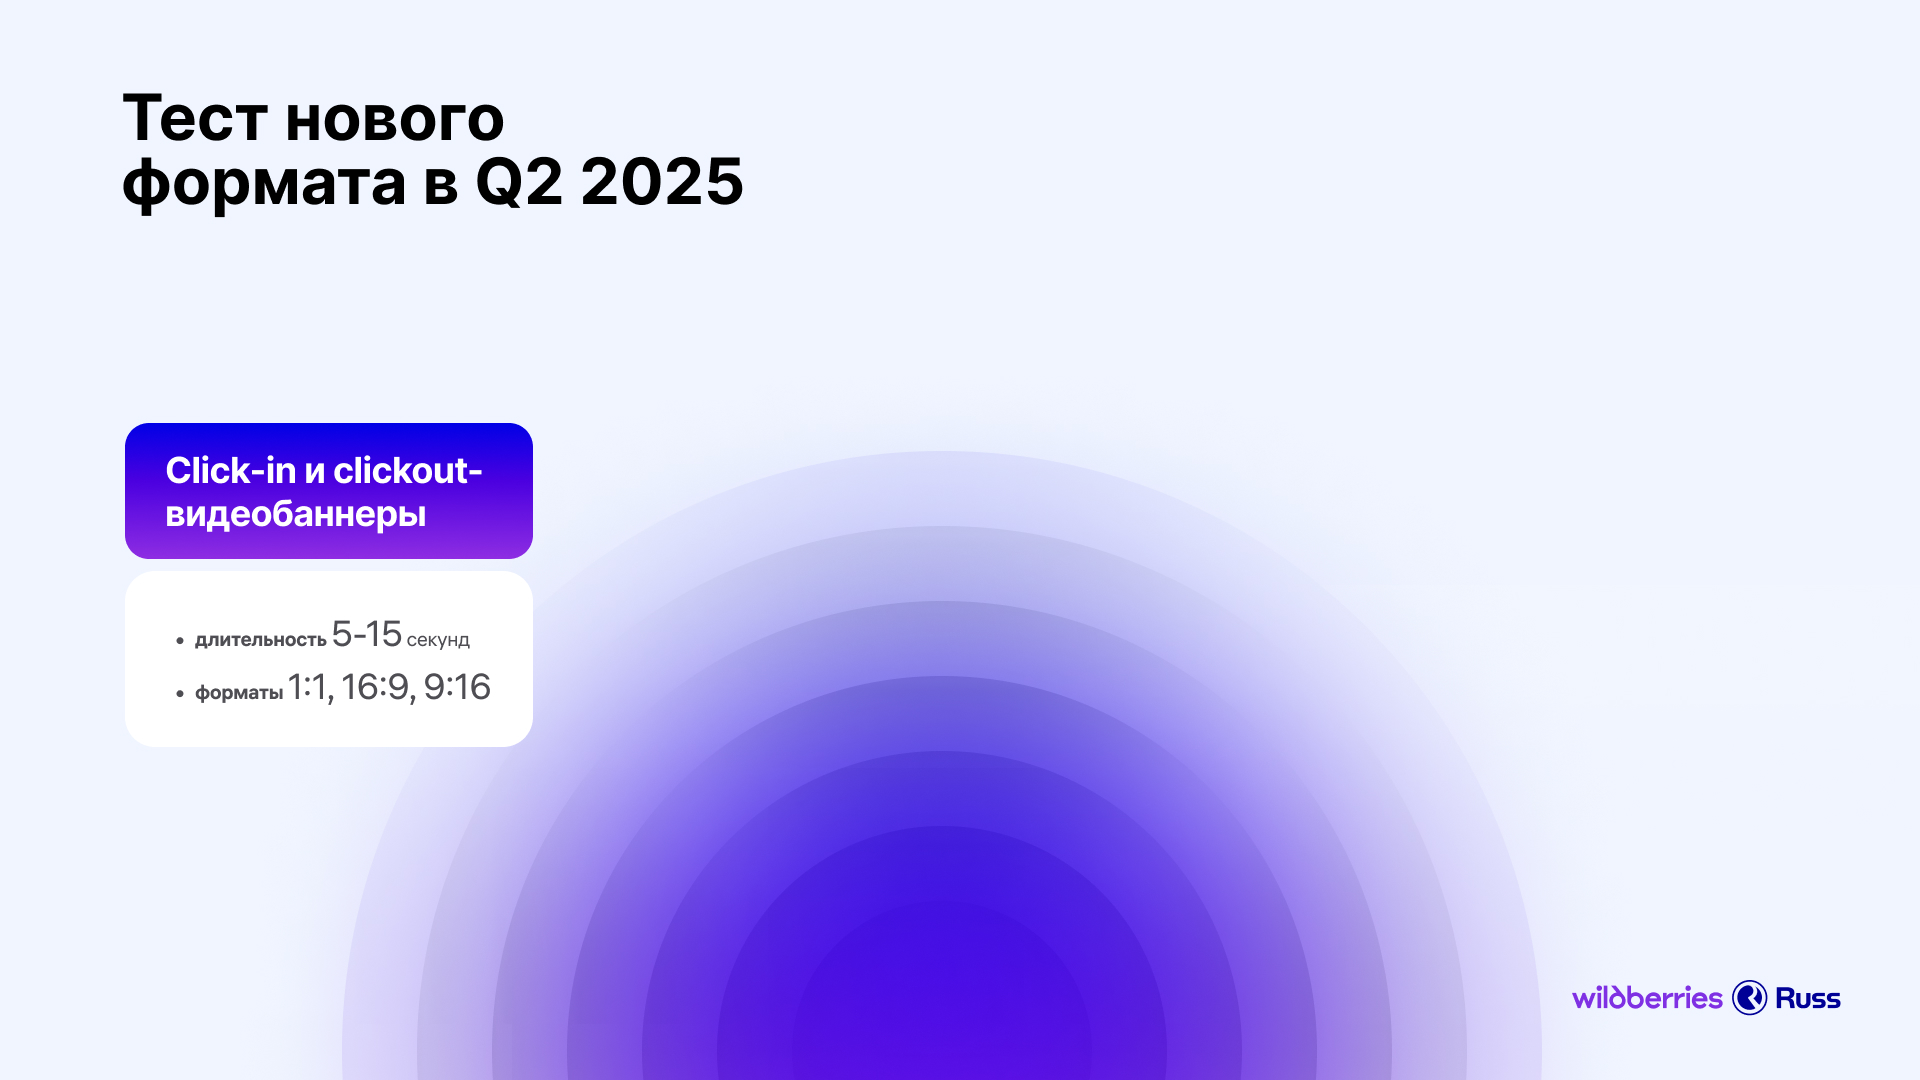 Тест нового
формата в Q2 2025
Click-in и clickout-
видеобаннеры
• длительность 5-15 секунд
• форматы 1:1, 16:9, 9:16
wildberries Russ